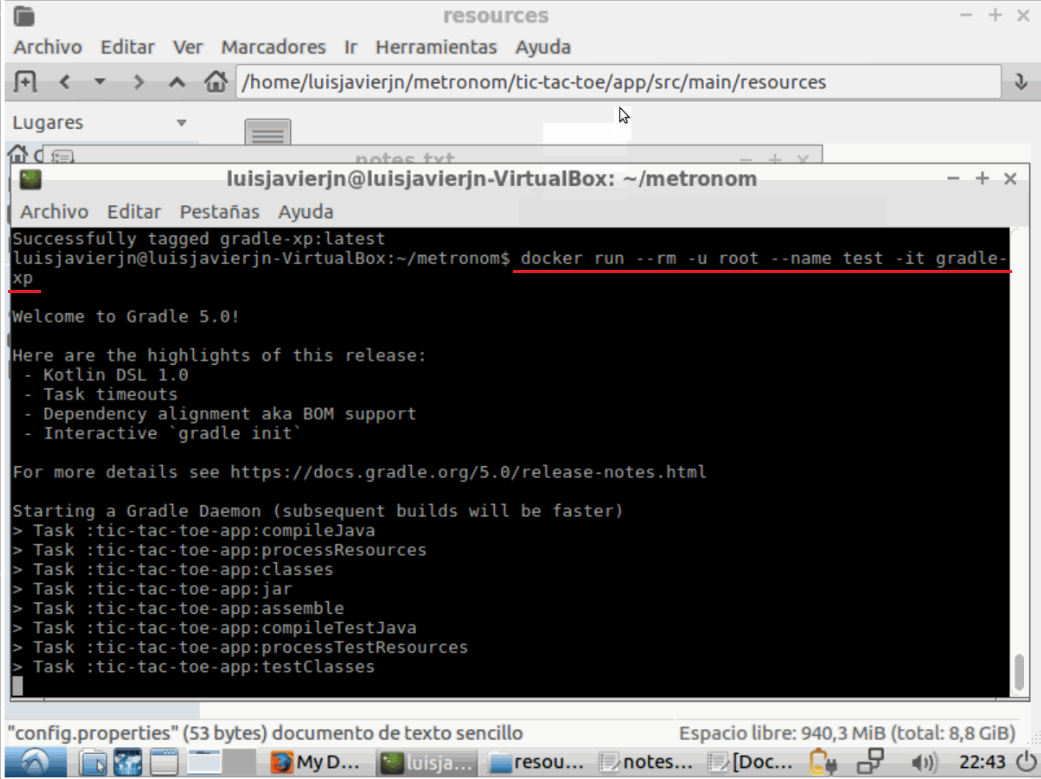 resources
Archivo Editar Ver Marcadores Ir Herramientas Ayuda
/home/luisjavierjn/metronom/tic-tac-toe/app/src/main/resources
Lugares
notes.txt
luisjavierjn@luisjavierjn-VirtualBox: ~/metronom
Archivo Editar Pestañas Ayuda
Successfully tagged gradle-xp:latest
luisjavierjn@luisjavierjn-VirtualBox:~/metronom$ docker run --rm -u root --name test -it gradle-
xp
Welcome to Gradle 5.0!
Here are the highlights of this release:
- Kotlin DSL 1.0
- Task timeouts
- Dependency alignment aka BOM support
- Interactive `gradle init`
For more details see https://docs.gradle.org/5.0/release-notes.html
Starting a Gradle Daemon (subsequent builds will be faster)
> Task :tic-tac-toe-app:compileJava
> Task :tic-tac-toe-app:processResources
> Task :tic-tac-toe-app:classes
> Task :tic-tac-toe-app:jar
> Task :tic-tac-toe-app:assemble
> Task :tic-tac-toe-app:compileTestJava
> Task :tic-tac-toe-app:processTestResources
> Task :tic-tac-toe-app:testClasses
"config.properties" (53 bytes) documento de texto sencillo Espacio libre: 940,3 MiB (total: 8,8 GiB)
My D... luisja... resou... notes... [Doc... 22:43